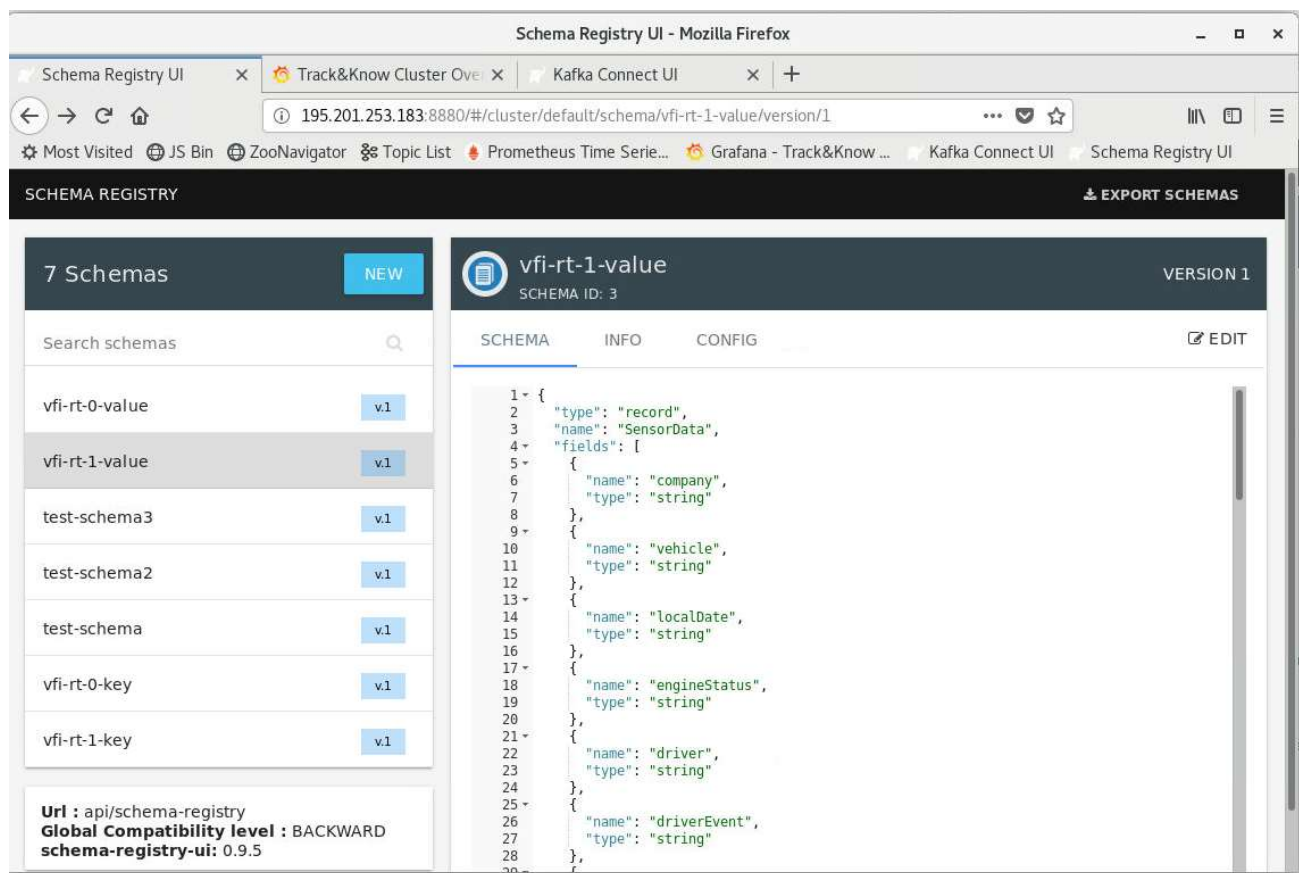 Schema Registry UI - Mozilla Firefox
Schema Registry UI
Track&Know Cluster Ove
Kafka Connect UI
195.201.253.183:8880/#/cluster/default/schema/vfi-rt-1-value/version/1
Most Visited JS Bin ZooNavigator Topic List Prometheus Time Serie... Grafana - Track&Know ... Kafka Connect UI Schema Registry UI
SCHEMA REGISTRY
EXPORT SCHEMAS
7 Schemas
NEW
Search schemas
vfi-rt-0-value v.1
vfi-rt-1-value v.1
test-schema3 v.1
test-schema2 v.1
test-schema v.1
vfi-rt-0-key v.1
vfi-rt-1-key v.1
Url : api/schema-registry
Global Compatibility level : BACKWARD
schema-registry-ui: 0.9.5
vfi-rt-1-value
SCHEMA ID: 3
VERSION 1
SCHEMA INFO CONFIG
EDIT
1 {
2 "type": "record",
3 "name": "SensorData",
4 "fields": [
5 {
6 "name": "company",
7 "type": "string"
8 },
9 {
10 "name": "vehicle",
11 "type": "string"
12 },
13 {
14 "name": "localDate",
15 "type": "string"
16 },
17 {
18 "name": "engineStatus",
19 "type": "string"
20 },
21 {
22 "name": "driver",
23 "type": "string"
24 },
25 {
26 "name": "driverEvent",
27 "type": "string"
28 },
29 {